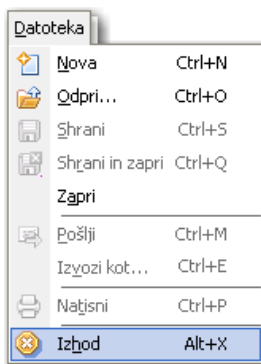 Datoteka
Nova Ctrl+N
Odpri... Ctrl+O
Shrani Ctrl+S
Shrani in zapri Ctrl+Q
Zapri
Pošlji Ctrl+M
Izvozi kot... Ctrl+E
Natisni Ctrl+P
Izhod Alt+X